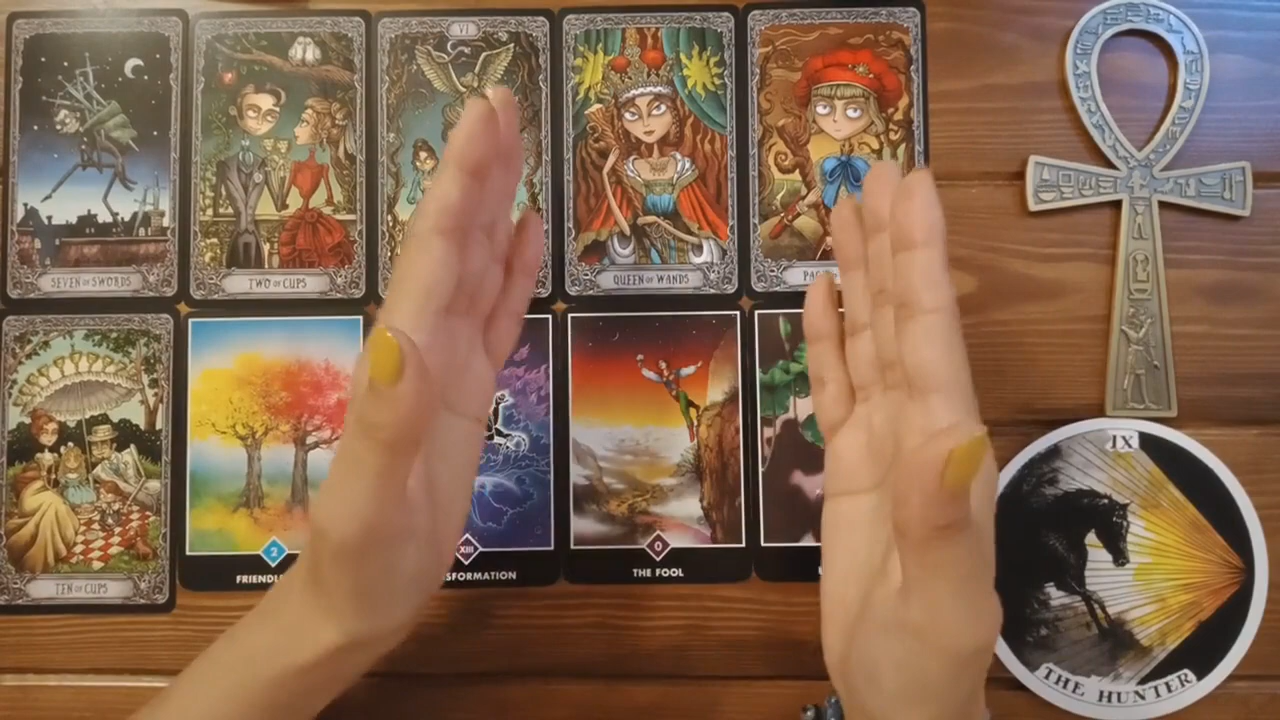 VI
SEVEN OF SWORDS
TWO OF CUPS
QUEEN OF WANDS
TEN OF CUPS
2
XIII
0
THE FOOL
IX
THE HUNTER